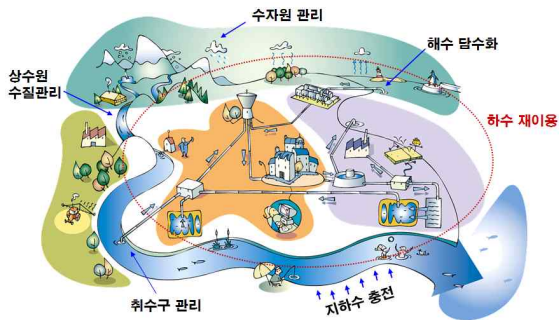 수자원 관리
해수 담수화
상수원
수질관리
하수 재이용
취수구 관리
지하수 충전